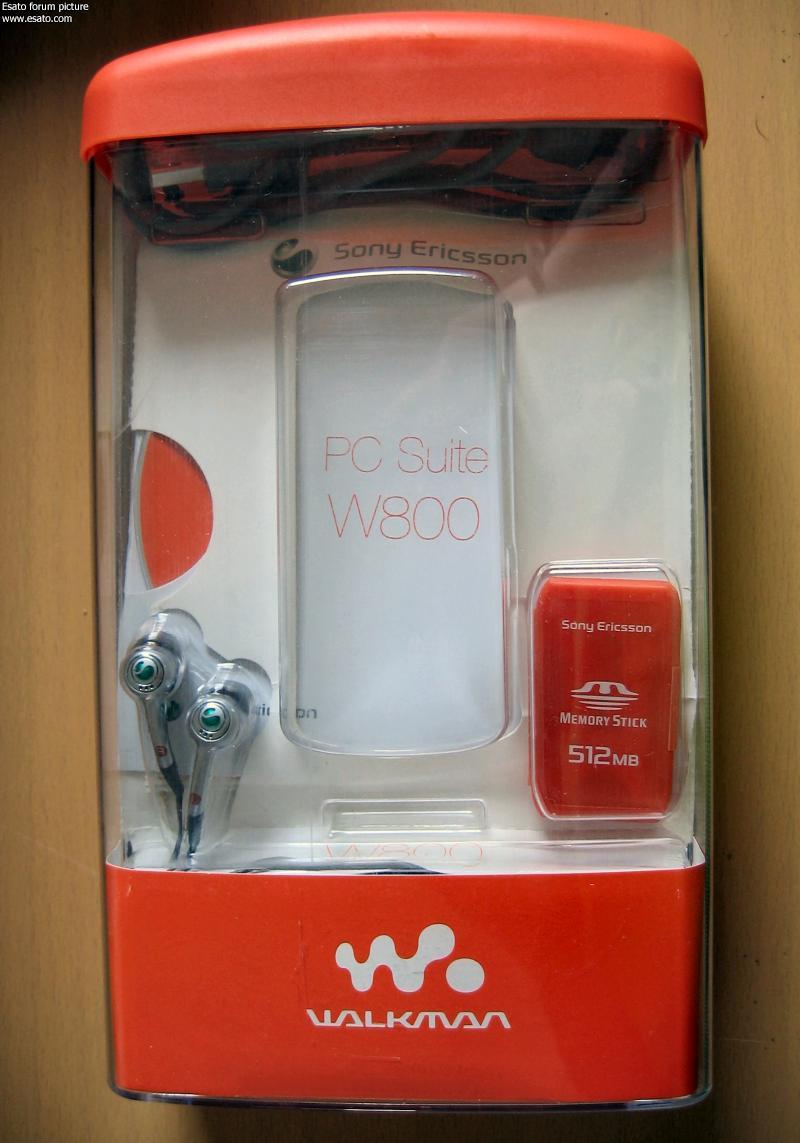 Esato forum picture
www.esato.com
Sony Ericsson
PC Suite
W800
Sony Ericsson
MEMORY STICK
512MB
W800
WALKMAN